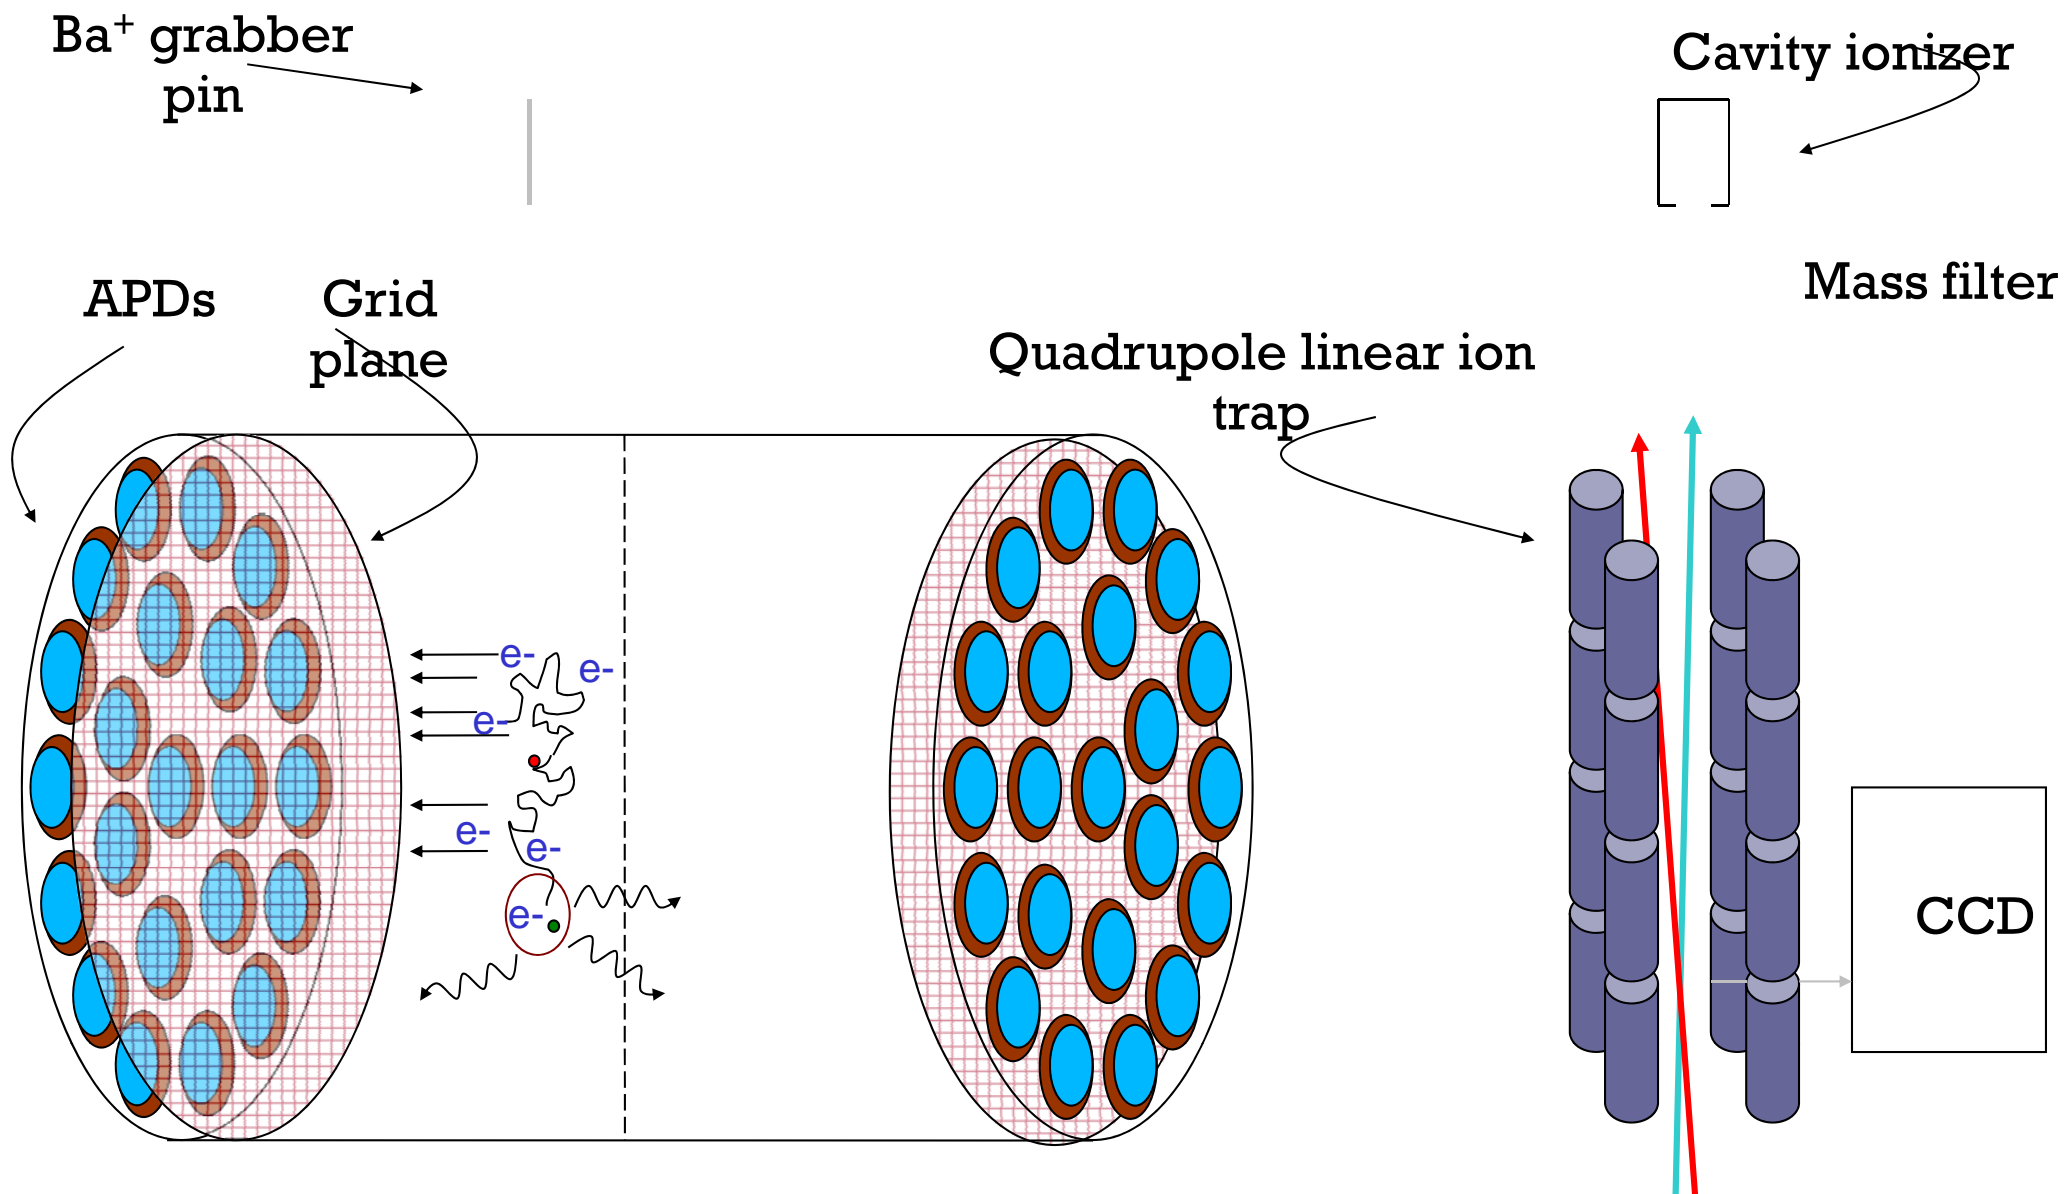 Ba⁺ grabber
pin
Cavity ionizer
Mass filter
APDs
Grid
plane
Quadrupole linear ion
trap
e-
e-
e-
e-
e-
e-
CCD